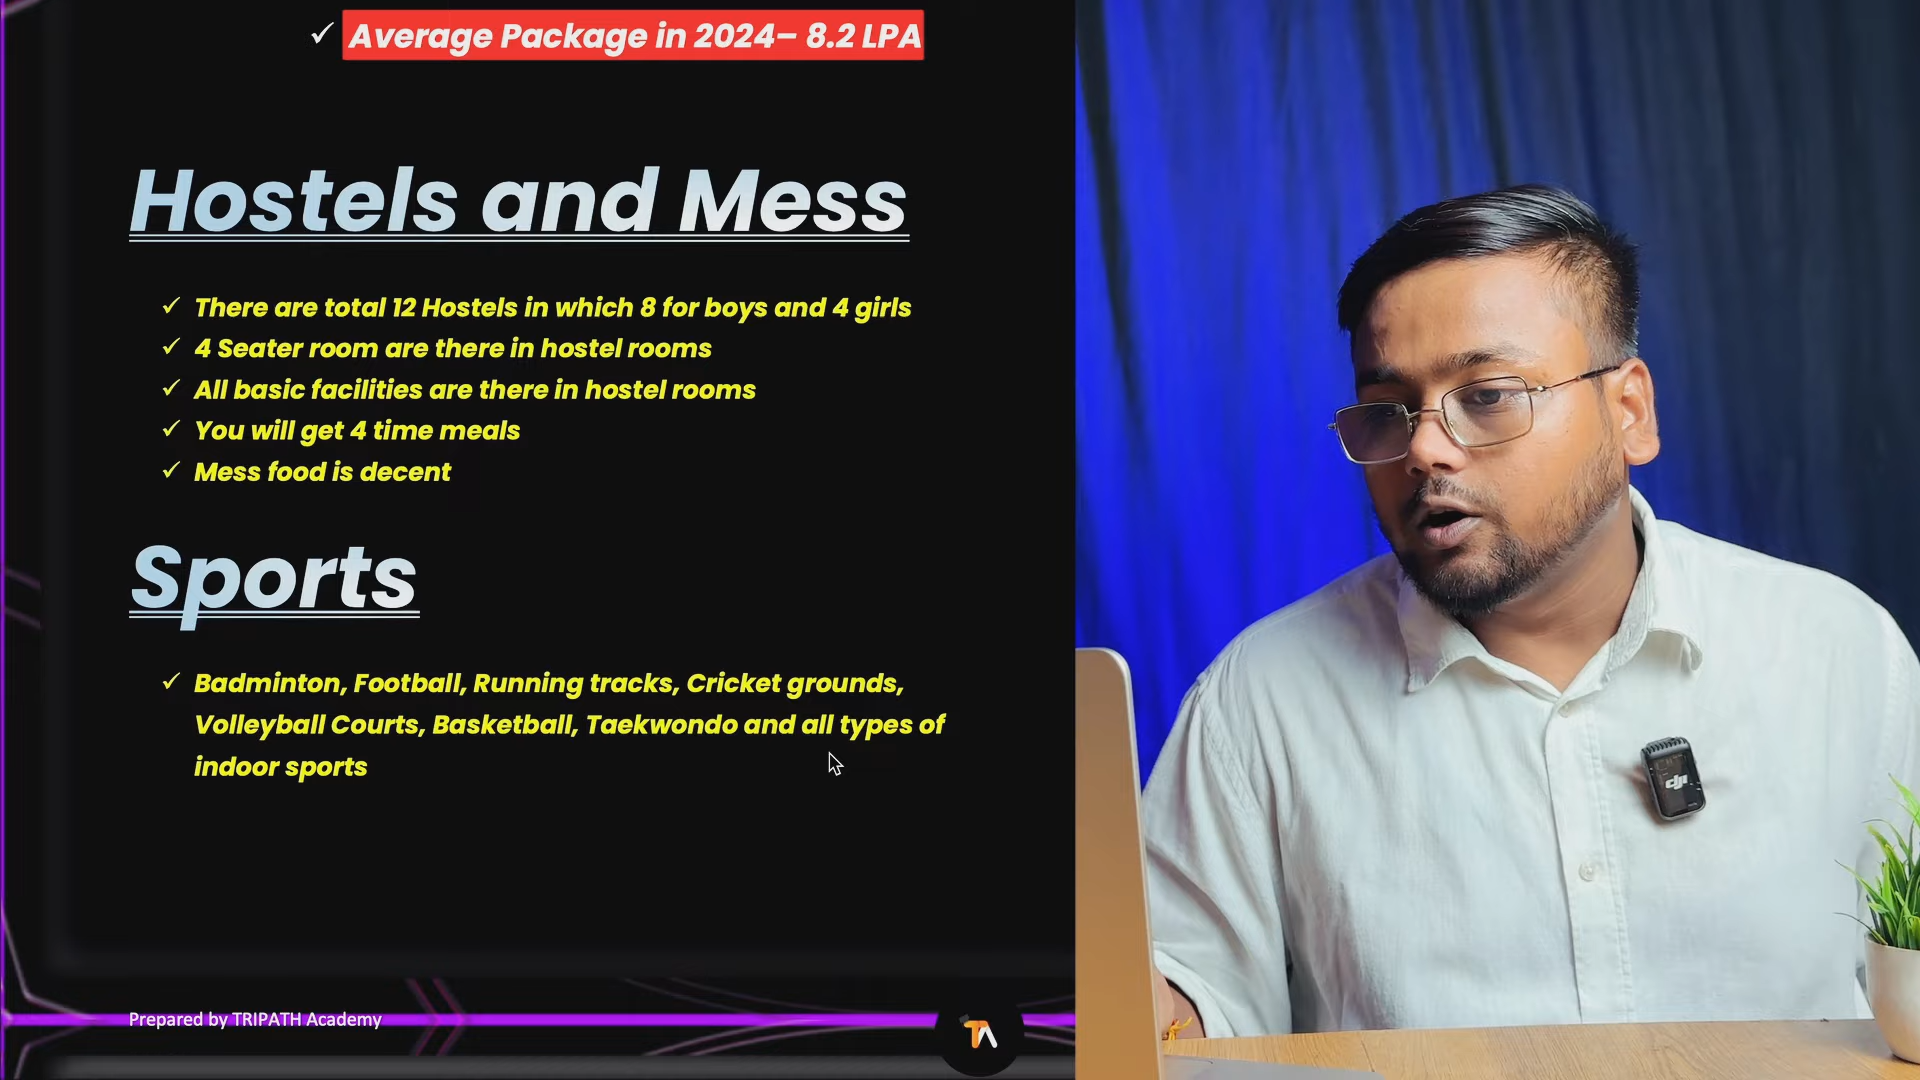 ✓ Average Package in 2024– 8.2 LPA
Hostels and Mess
✓ There are total 12 Hostels in which 8 for boys and 4 girls
✓ 4 Seater room are there in hostel rooms
✓ All basic facilities are there in hostel rooms
✓ You will get 4 time meals
✓ Mess food is decent
Sports
✓ Badminton, Football, Running tracks, Cricket grounds,
Volleyball Courts, Basketball, Taekwondo and all types of
indoor sports
Prepared by TRIPATH Academy
TA
dji